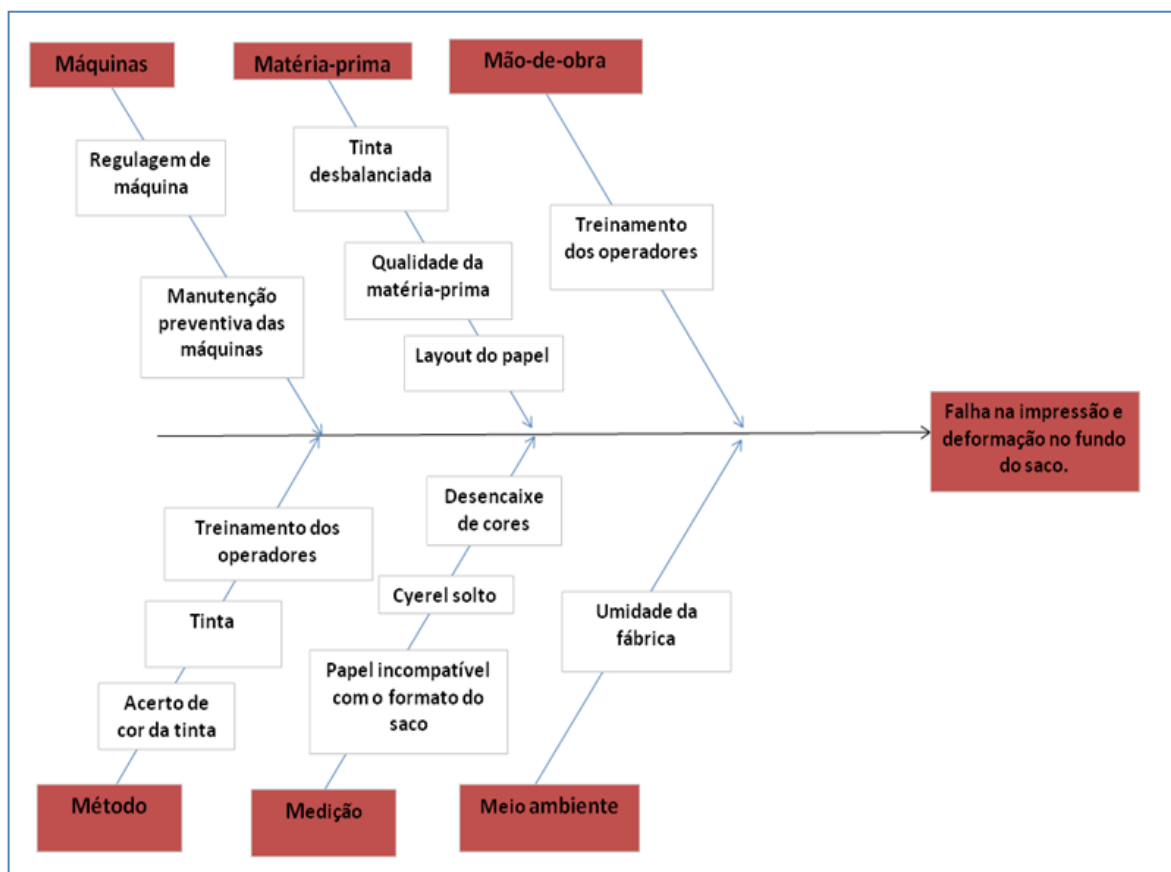 Máquinas
Matéria-prima
Mão-de-obra
Regulagem de
máquina
Tinta
desbalanciada
Treinamento
dos operadores
Manutenção
preventiva das
máquinas
Qualidade da
matéria-prima
Layout do papel
Falha na impressão e
deformação no fundo
do saco.
Treinamento dos
operadores
Desencaixe
de cores
Tinta
Cyerel solto
Umidade da
fábrica
Acerto de
cor da tinta
Papel incompatível
com o formato do
saco
Método
Medição
Meio ambiente